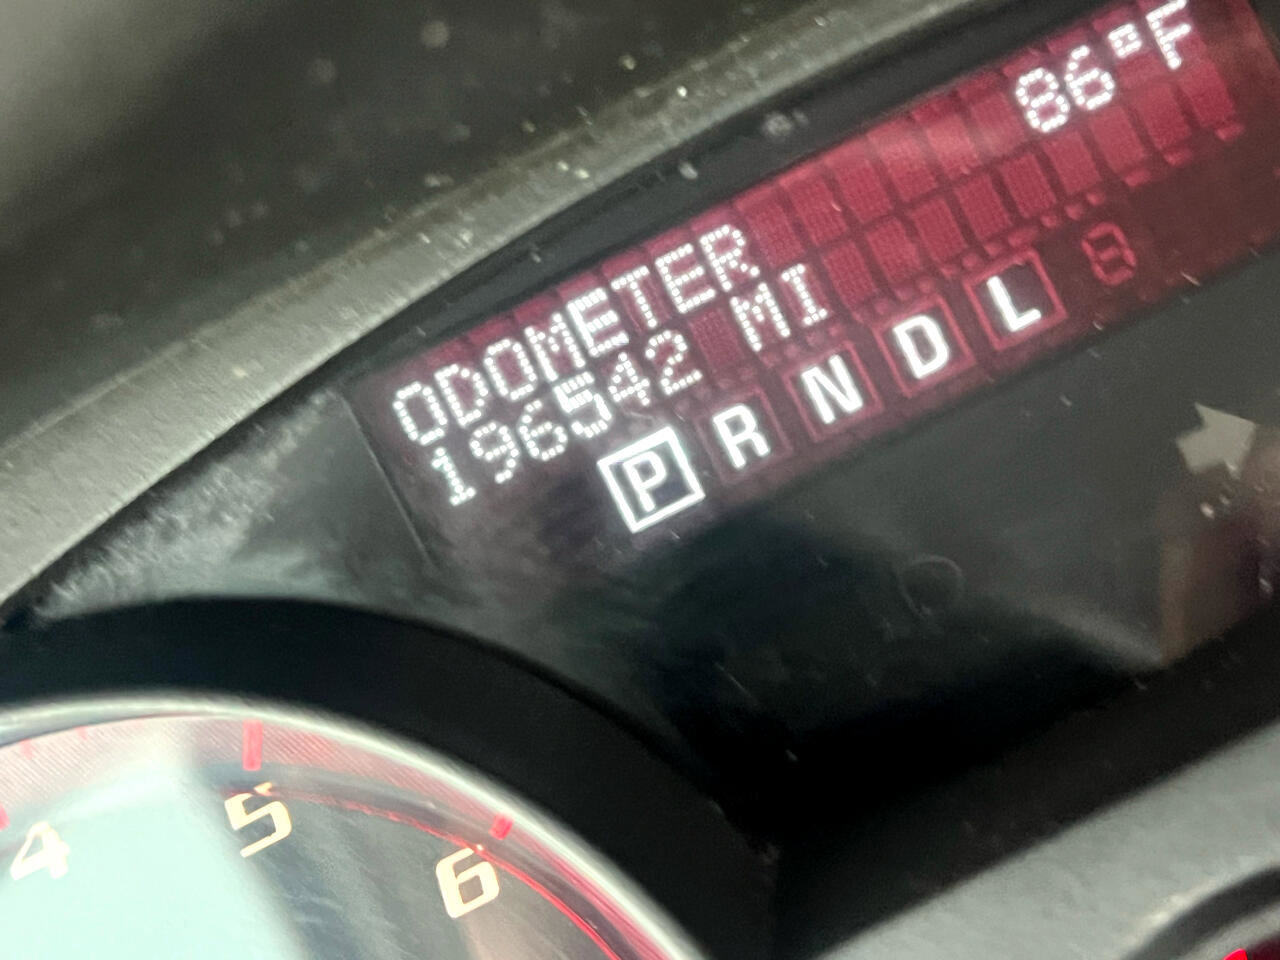 86°F
ODOMETER
196542 MI
P R N D L
4 5 6